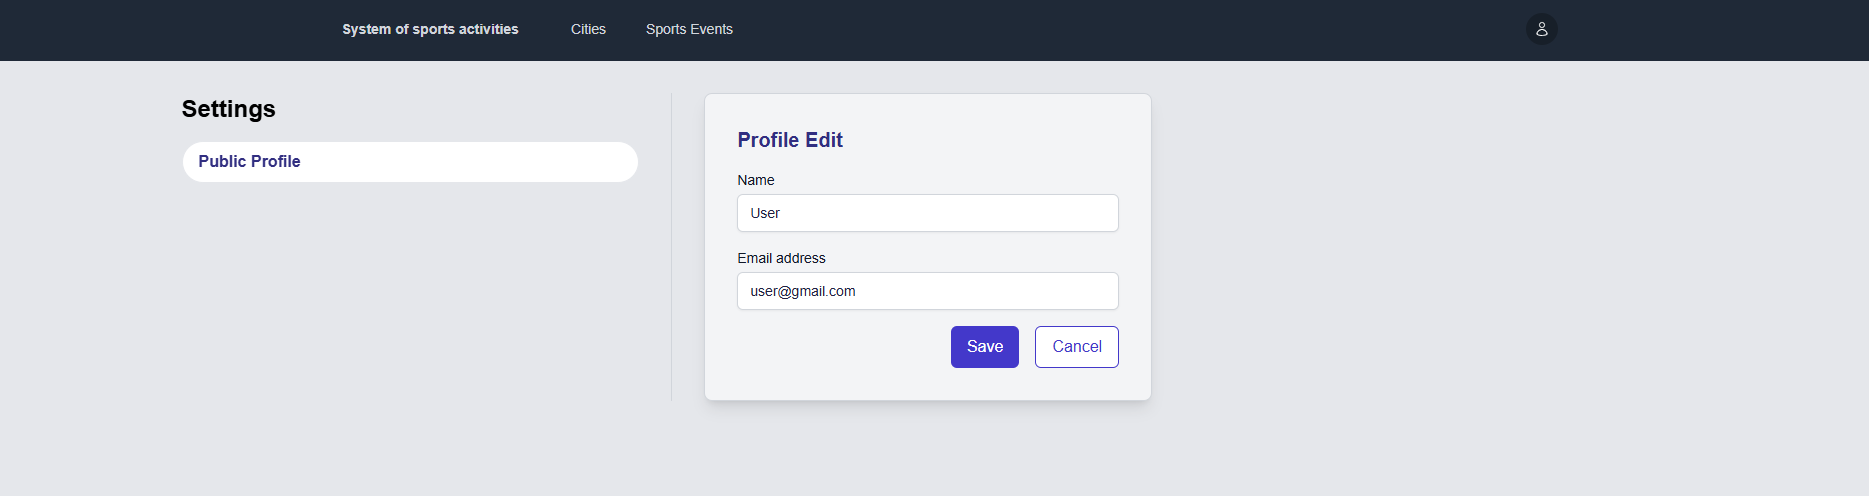 System of sports activities Cities Sports Events
Settings
Public Profile
Profile Edit
Name
User
Email address
user@gmail.com
Save Cancel